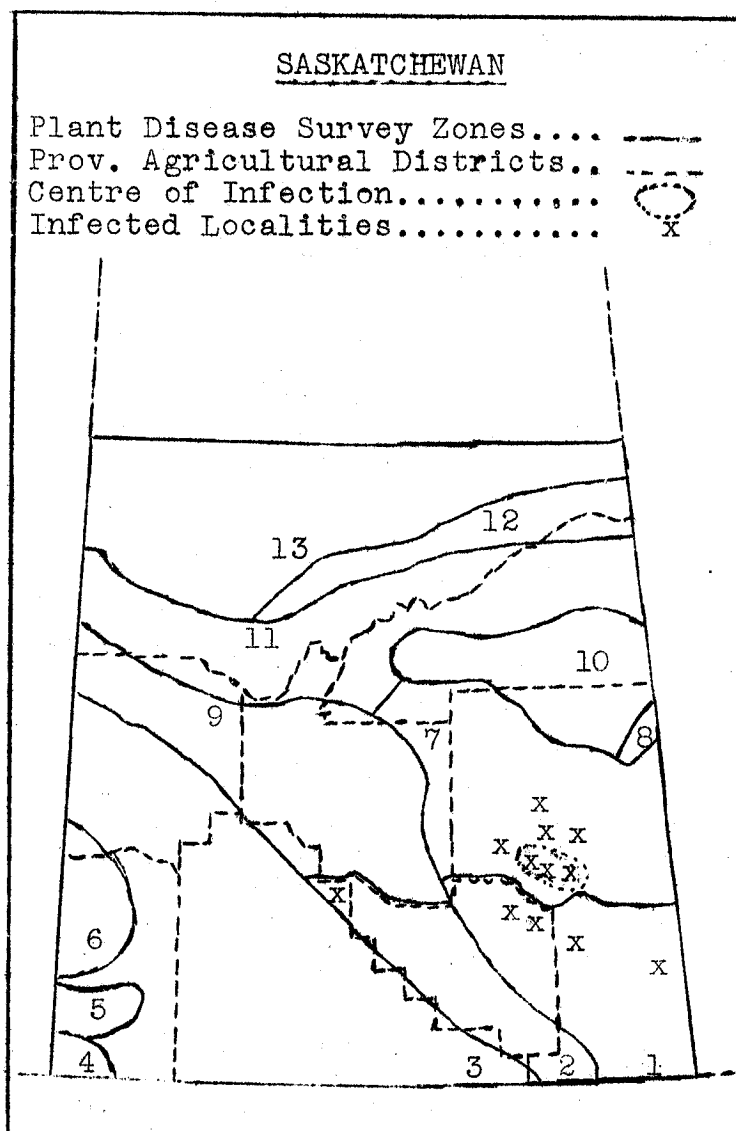 SASKATCHEWAN
Plant Disease Survey Zones....
Prov. Agricultural Districts..
Centre of Infection...........
Infected Localities........... x
12
13
11
10
9
7
8
x
x
x x
x x x
x
x x
x
6
x
x
5
4
3 2 1